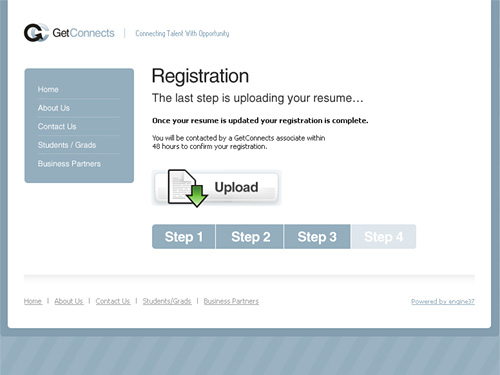 GetConnects | Connecting Talent With Opportunity
Home
About Us
Contact Us
Students / Grads
Business Partners
Registration
The last step is uploading your resume...
Once your resume is updated your registration is complete.
You will be contacted by a GetConnects associate within
48 hours to confirm your registration.
Upload
Step 1 Step 2 Step 3 Step 4
Home | About Us | Contact Us | Students/Grads | Business Partners
Powered by engine37